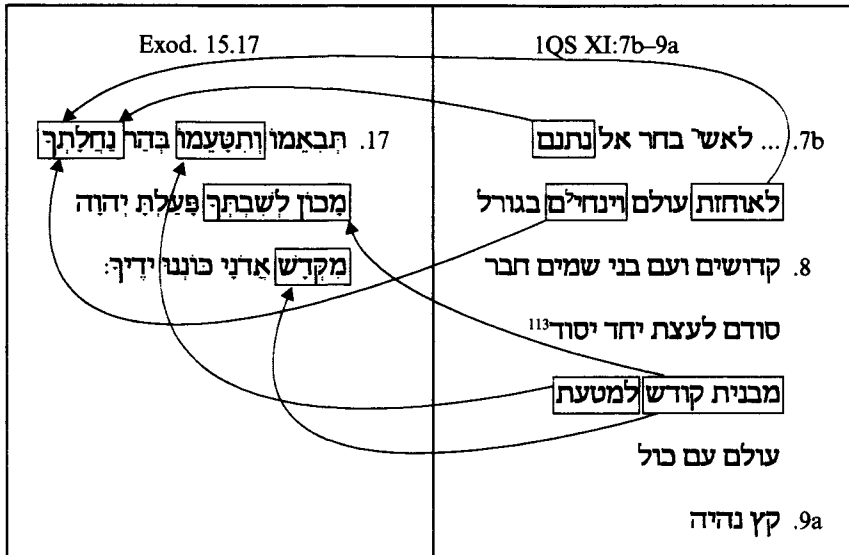 Exod. 15.17
17. תְּבִאֵמוֹ וְתִטָּעֵמוֹ בְּהַר נַחֲלָתְךָ
מָכוֹן לְשִׁבְתְּךָ פָּעַלְתָּ יְהוָה
מִקְּדָשׁ אֲדֹנָי כּוֹנְנוּ יָדֶיךָ׃
1QS XI:7b–9a
7b. ... לאשר בחר אל נתנם
לאוחזת עולם וינחילם בגורל
8. קדושים ועם בני שמים חבר
סודם לעצת יחד יסוד113
מבנית קודש למטעת
עולם עם כול
9a. קץ נהיה